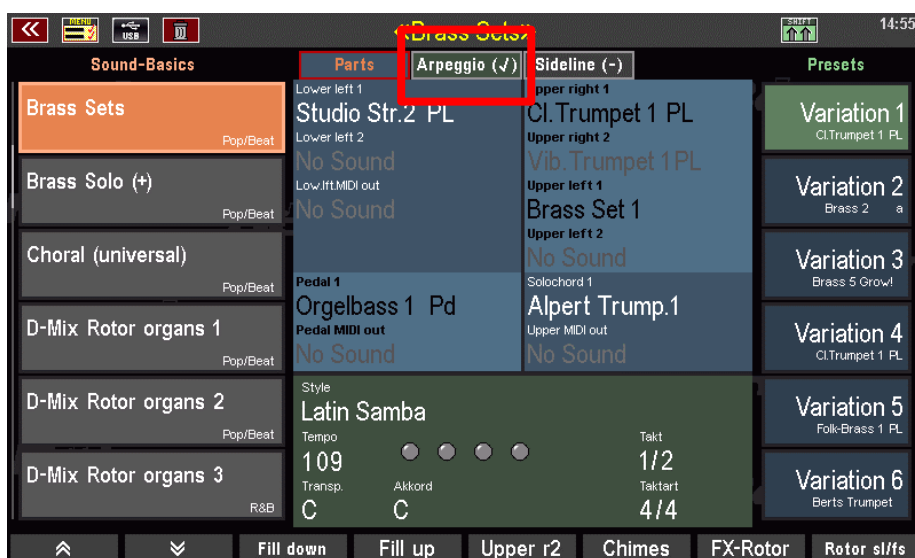 MENU
USB
«Brass Sets»
SHIFT
14:55
Sound-Basics
Parts
Arpeggio (√)
Sideline (-)
Presets
Brass Sets
Pop/Beat
Brass Solo (+)
Pop/Beat
Choral (universal)
Pop/Beat
D-Mix Rotor organs 1
Pop/Beat
D-Mix Rotor organs 2
Pop/Beat
D-Mix Rotor organs 3
R&B
Lower left 1
Studio Str.2 PL
Lower left 2
No Sound
Low.lft.MIDI out
No Sound
Upper right 1
Cl.Trumpet 1 PL
Upper right 2
Vib.Trumpet 1PL
Upper left 1
Brass Set 1
Upper left 2
No Sound
Pedal 1
Orgelbass 1 Pd
Pedal MIDI out
No Sound
Solochord 1
Alpert Trump.1
Upper MIDI out
No Sound
Style
Latin Samba
Tempo
109
Takt
1/2
Transp.
C
Akkord
C
Taktart
4/4
Variation 1
Cl.Trumpet 1 PL
Variation 2
Brass 2 a
Variation 3
Brass 5 Growl
Variation 4
Cl.Trumpet 1 PL
Variation 5
Folk-Brass 1 PL
Variation 6
Berts Trumpet
Fill down
Fill up
Upper r2
Chimes
FX-Rotor
Rotor sl/fs